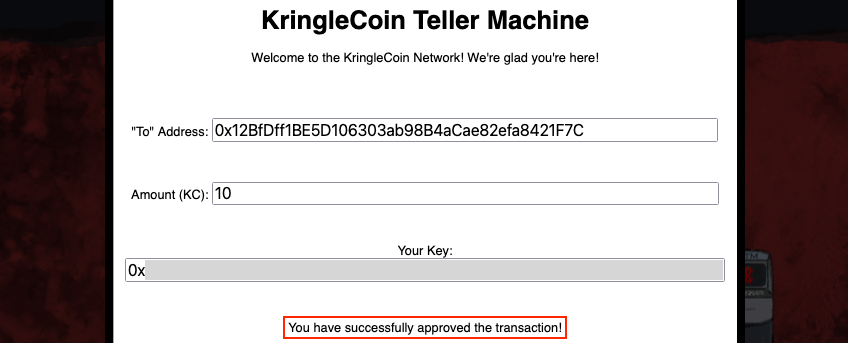 KringleCoin Teller Machine
Welcome to the KringleCoin Network! We're glad you're here!
"To" Address: 0x12BfDff1BE5D106303ab98B4aCae82efa8421F7C
Amount (KC): 10
Your Key:
0x
You have successfully approved the transaction!